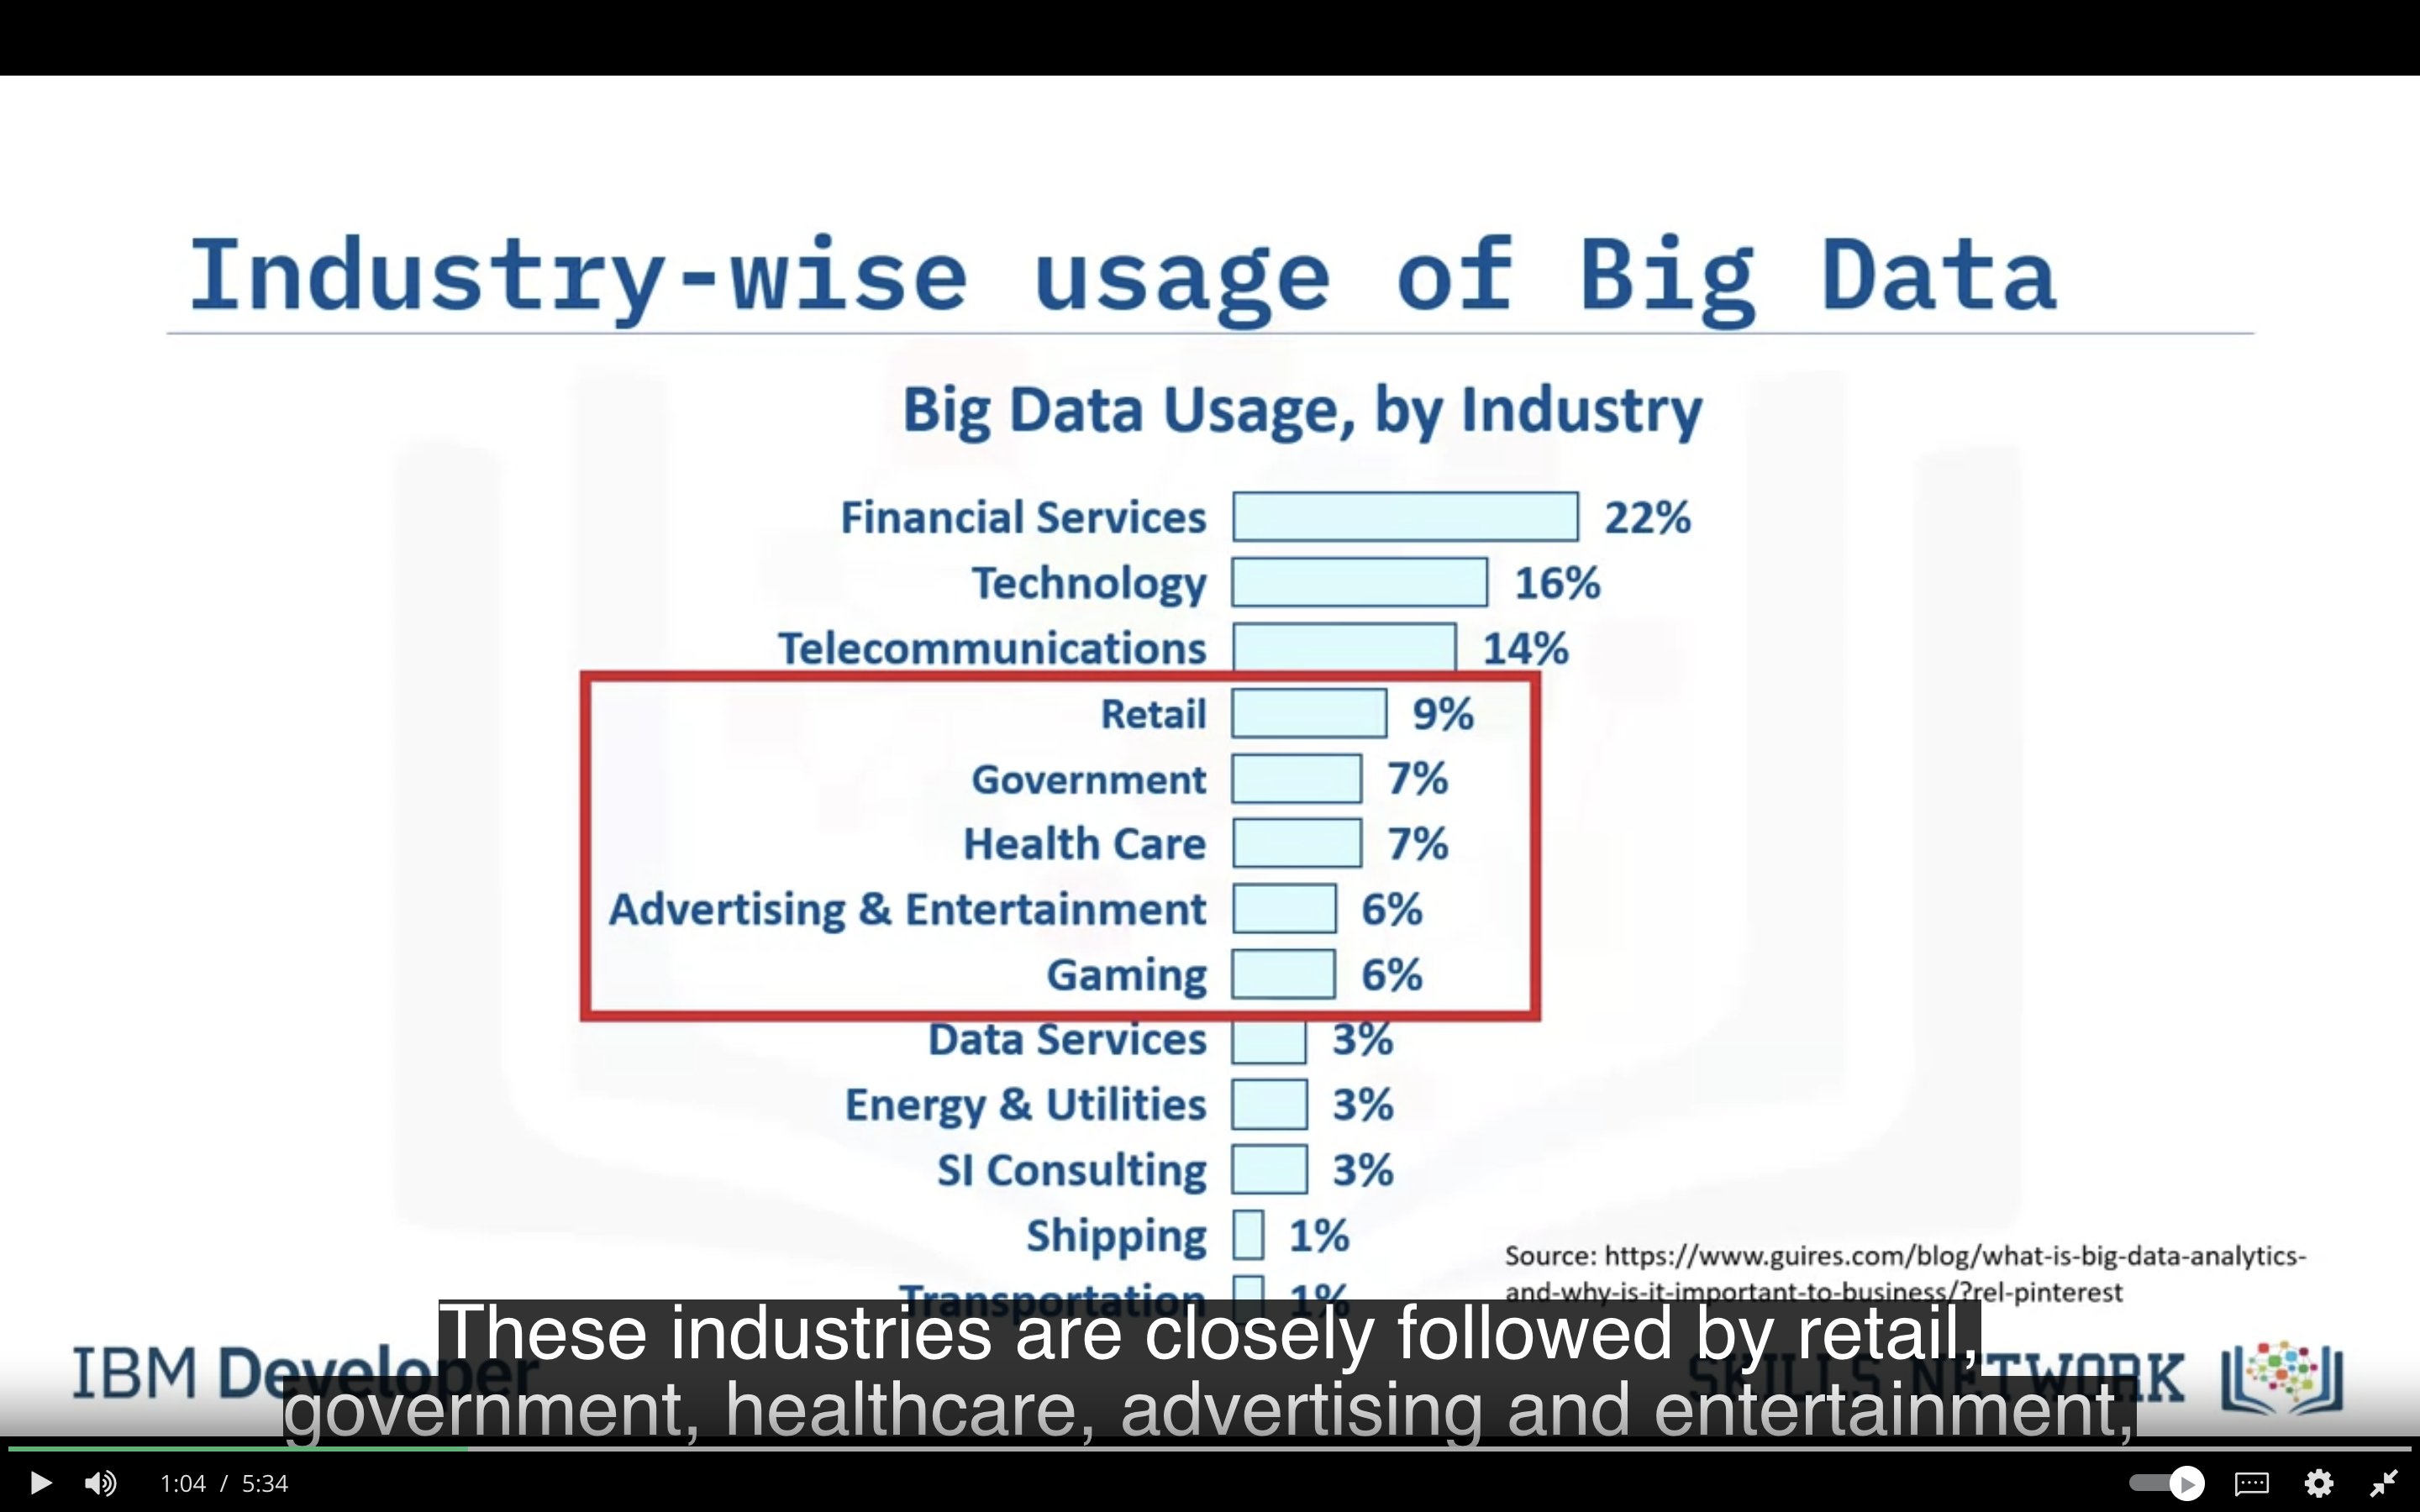 Industry-wise usage of Big Data
Big Data Usage, by Industry
Financial Services 22%
Technology 16%
Telecommunications 14%
Retail 9%
Government 7%
Health Care 7%
Advertising & Entertainment 6%
Gaming 6%
Data Services 3%
Energy & Utilities 3%
SI Consulting 3%
Shipping 1%
Transportation 1%
Source: https://www.guires.com/blog/what-is-big-data-analytics-
and-why-is-it-important-to-business/?rel-pinterest
These industries are closely followed by retail,
government, healthcare, advertising and entertainment,
IBM Developer
SKILLS NETWORK
1:04 / 5:34